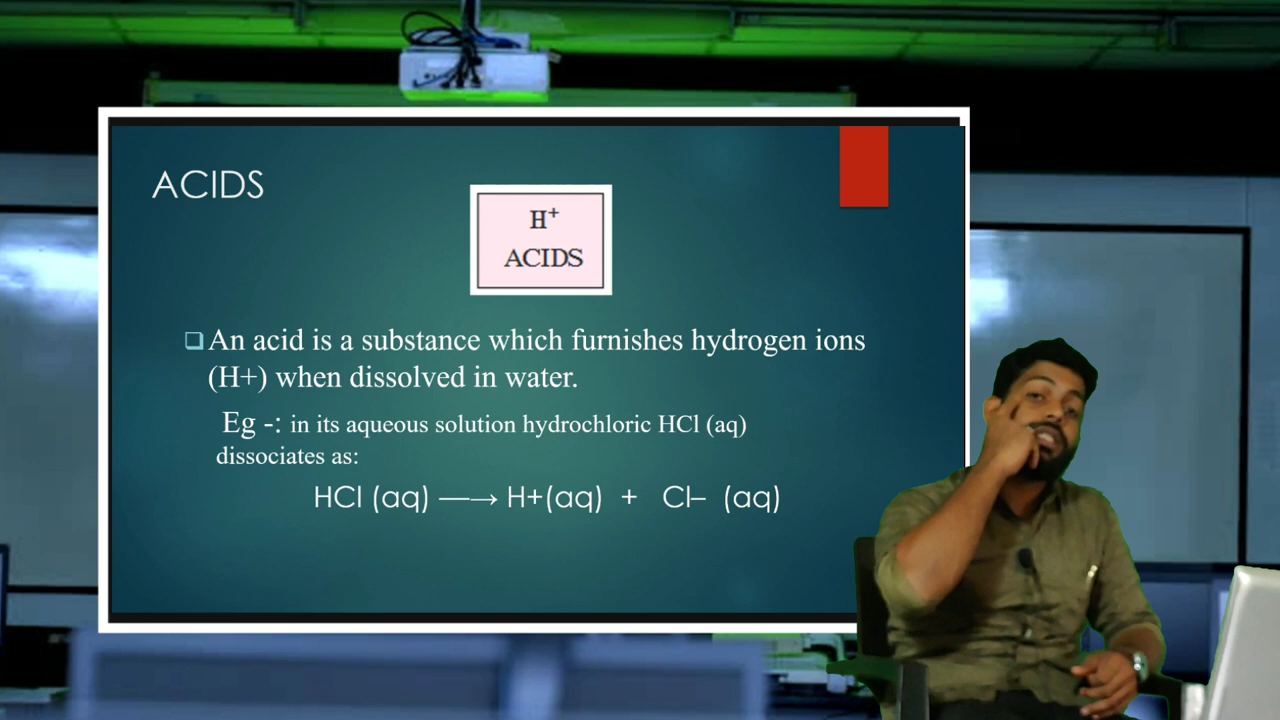 ACIDS
H⁺
ACIDS
An acid is a substance which furnishes hydrogen ions
(H+) when dissolved in water.
Eg -: in its aqueous solution hydrochloric HCl (aq)
dissociates as:
HCl (aq) ⟶ H+(aq) + Cl– (aq)